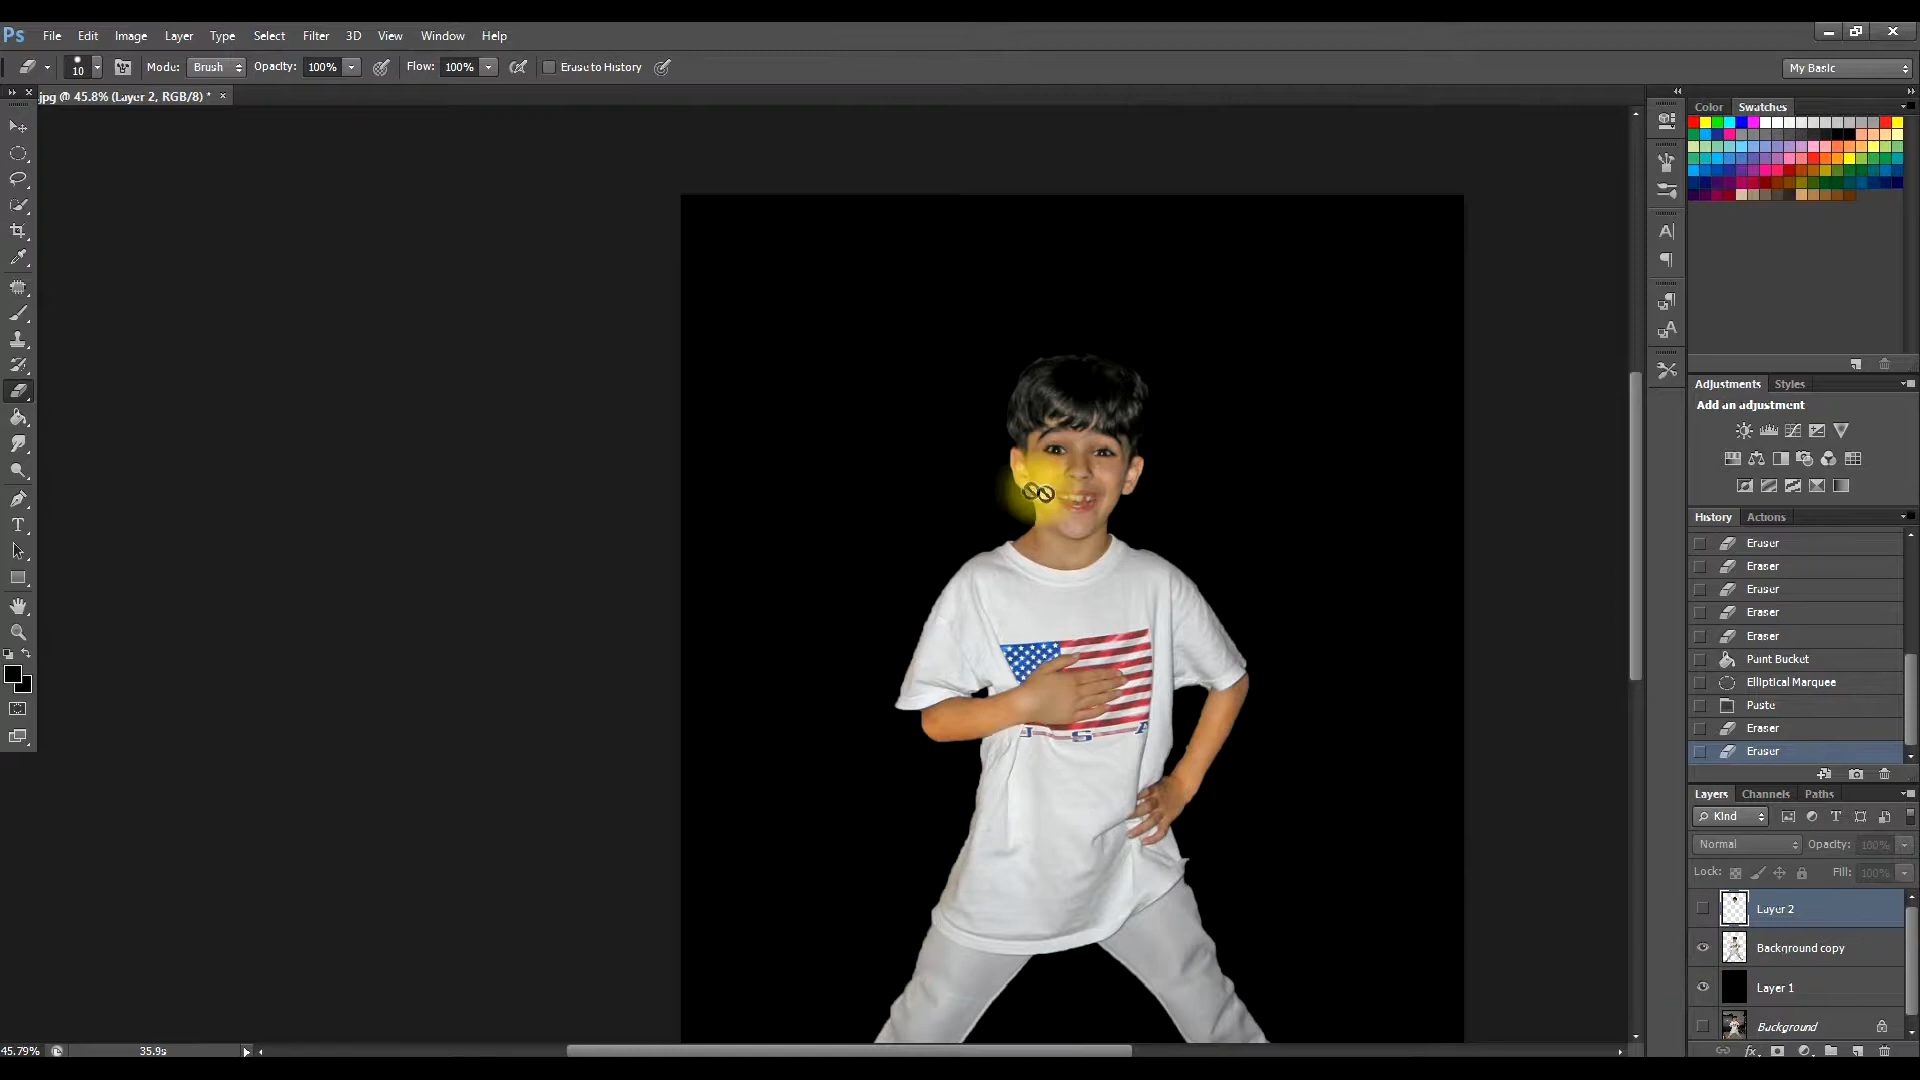 Ps File Edit Image Layer Type Select Filter 3D View Window Help
10 Mode: Brush Opacity: 100% Flow: 100% Erase to History My Basic
.jpg @ 45.8% (Layer 2, RGB/8) * ×
Color Swatches
Adjustments Styles
Add an adjustment
History Actions
Eraser
Eraser
Eraser
Eraser
Eraser
Paint Bucket
Elliptical Marquee
Paste
Eraser
Eraser
Layers Channels Paths
Kind
Normal Opacity: 100%
Lock: Fill: 100%
Layer 2
Background copy
Layer 1
Background
USA
45.79% 35.9s